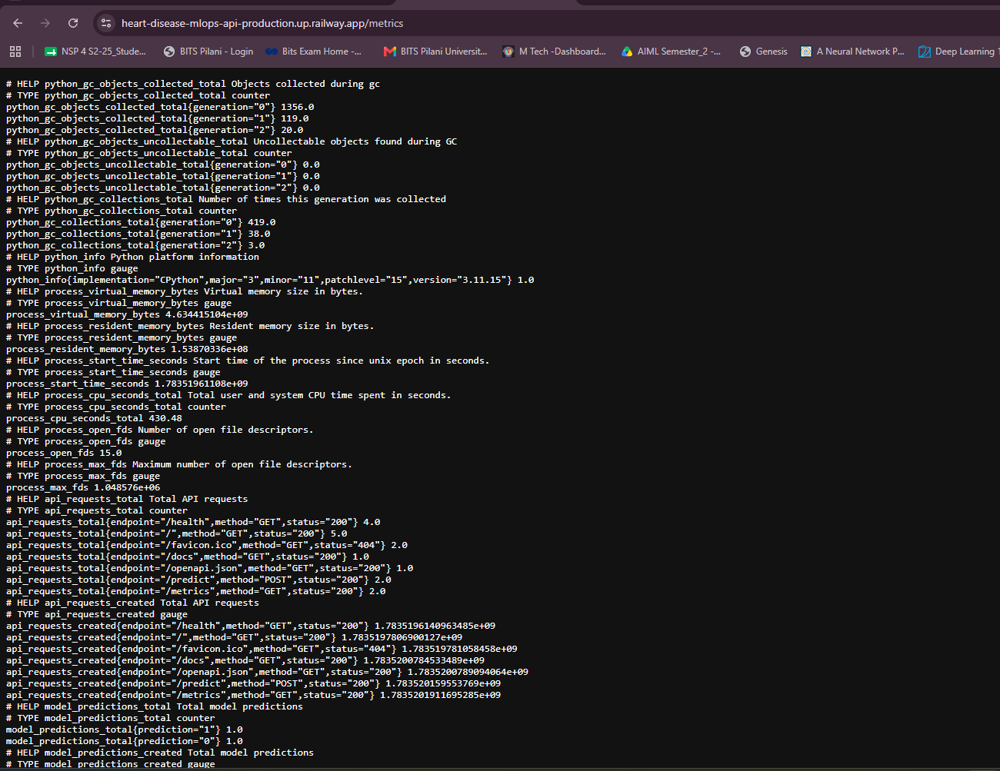 heart-disease-mlops-api-production.up.railway.app/metrics
NSP 4 S2-25_Stude...
BITS Pilani - Login
Bits Exam Home -...
BITS Pilani Universit...
M Tech -Dashboard...
AIML Semester_2 -...
Genesis
A Neural Network P...
Deep Learning 1
# HELP python_gc_objects_collected_total Objects collected during gc
# TYPE python_gc_objects_collected_total counter
python_gc_objects_collected_total{generation="0"} 1356.0
python_gc_objects_collected_total{generation="1"} 119.0
python_gc_objects_collected_total{generation="2"} 20.0
# HELP python_gc_objects_uncollectable_total Uncollectable objects found during GC
# TYPE python_gc_objects_uncollectable_total counter
python_gc_objects_uncollectable_total{generation="0"} 0.0
python_gc_objects_uncollectable_total{generation="1"} 0.0
python_gc_objects_uncollectable_total{generation="2"} 0.0
# HELP python_gc_collections_total Number of times this generation was collected
# TYPE python_gc_collections_total counter
python_gc_collections_total{generation="0"} 419.0
python_gc_collections_total{generation="1"} 38.0
python_gc_collections_total{generation="2"} 3.0
# HELP python_info Python platform information
# TYPE python_info gauge
python_info{implementation="CPython",major="3",minor="11",patchlevel="15",version="3.11.15"} 1.0
# HELP process_virtual_memory_bytes Virtual memory size in bytes.
# TYPE process_virtual_memory_bytes gauge
process_virtual_memory_bytes 4.634415104e+09
# HELP process_resident_memory_bytes Resident memory size in bytes.
# TYPE process_resident_memory_bytes gauge
process_resident_memory_bytes 1.53870336e+08
# HELP process_start_time_seconds Start time of the process since unix epoch in seconds.
# TYPE process_start_time_seconds gauge
process_start_time_seconds 1.78351961108e+09
# HELP process_cpu_seconds_total Total user and system CPU time spent in seconds.
# TYPE process_cpu_seconds_total counter
process_cpu_seconds_total 430.48
# HELP process_open_fds Number of open file descriptors.
# TYPE process_open_fds gauge
process_open_fds 15.0
# HELP process_max_fds Maximum number of open file descriptors.
# TYPE process_max_fds gauge
process_max_fds 1.048576e+06
# HELP api_requests_total Total API requests
# TYPE api_requests_total counter
api_requests_total{endpoint="/health",method="GET",status="200"} 4.0
api_requests_total{endpoint="/",method="GET",status="200"} 5.0
api_requests_total{endpoint="/favicon.ico",method="GET",status="404"} 2.0
api_requests_total{endpoint="/docs",method="GET",status="200"} 1.0
api_requests_total{endpoint="/openapi.json",method="GET",status="200"} 1.0
api_requests_total{endpoint="/predict",method="POST",status="200"} 2.0
api_requests_total{endpoint="/metrics",method="GET",status="200"} 2.0
# HELP api_requests_created Total API requests
# TYPE api_requests_created gauge
api_requests_created{endpoint="/health",method="GET",status="200"} 1.7835196140963485e+09
api_requests_created{endpoint="/",method="GET",status="200"} 1.7835197806900127e+09
api_requests_created{endpoint="/favicon.ico",method="GET",status="404"} 1.783519781058458e+09
api_requests_created{endpoint="/docs",method="GET",status="200"} 1.7835200784533489e+09
api_requests_created{endpoint="/openapi.json",method="GET",status="200"} 1.7835200789094064e+09
api_requests_created{endpoint="/predict",method="POST",status="200"} 1.783520159553769e+09
api_requests_created{endpoint="/metrics",method="GET",status="200"} 1.7835201911695285e+09
# HELP model_predictions_total Total model predictions
# TYPE model_predictions_total counter
model_predictions_total{prediction="1"} 1.0
model_predictions_total{prediction="0"} 1.0
# HELP model_predictions_created Total model predictions
# TYPE model_predictions_created gauge